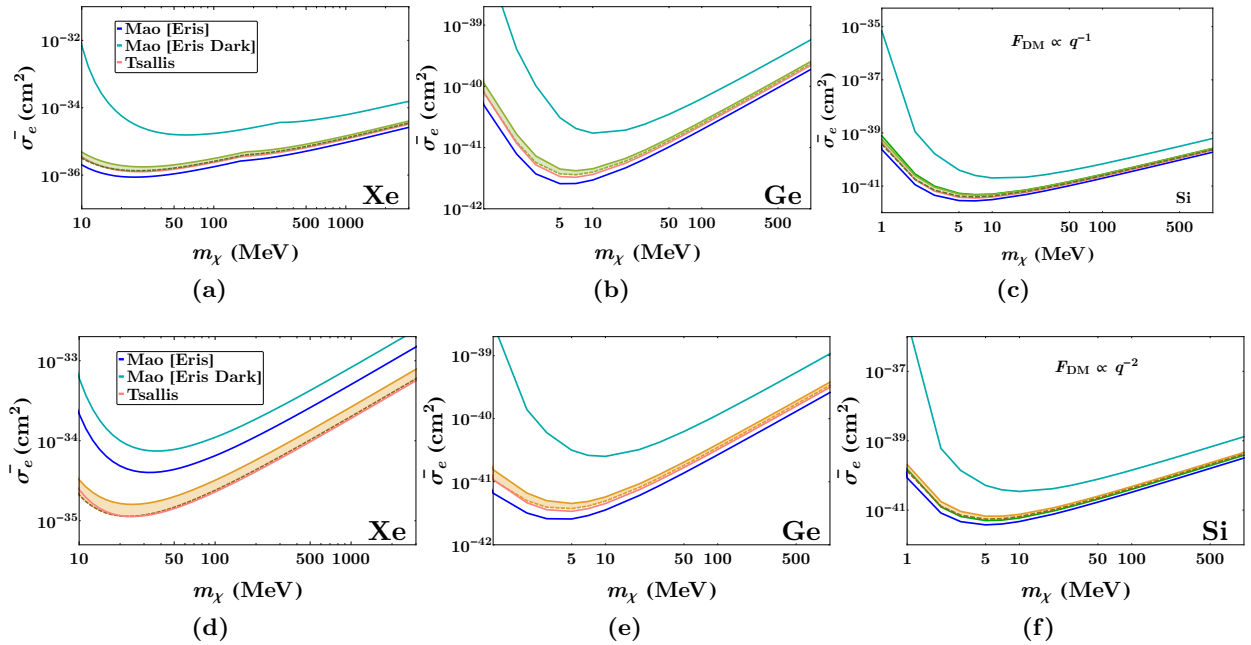 10⁻³²
10⁻³⁴
10⁻³⁶
σ̄ₑ (cm²)
Mao [Eris]
Mao [Eris Dark]
Tsallis
Xe
10 50 100 500 1000
m_χ (MeV)
(a)
10⁻³⁹
10⁻⁴⁰
10⁻⁴¹
10⁻⁴²
σ̄ₑ (cm²)
Ge
5 10 50 100 500
m_χ (MeV)
(b)
10⁻³⁵
10⁻³⁷
10⁻³⁹
10⁻⁴¹
σ̄ₑ (cm²)
F_DM ∝ q⁻¹
Si
1 5 10 50 100 500
m_χ (MeV)
(c)
10⁻³³
10⁻³⁴
10⁻³⁵
σ̄ₑ (cm²)
Mao [Eris]
Mao [Eris Dark]
Tsallis
Xe
10 50 100 500 1000
m_χ (MeV)
(d)
10⁻³⁹
10⁻⁴⁰
10⁻⁴¹
10⁻⁴²
σ̄ₑ (cm²)
Ge
5 10 50 100 500
m_χ (MeV)
(e)
10⁻³⁷
10⁻³⁹
10⁻⁴¹
σ̄ₑ (cm²)
F_DM ∝ q⁻²
Si
1 5 10 50 100 500
m_χ (MeV)
(f)